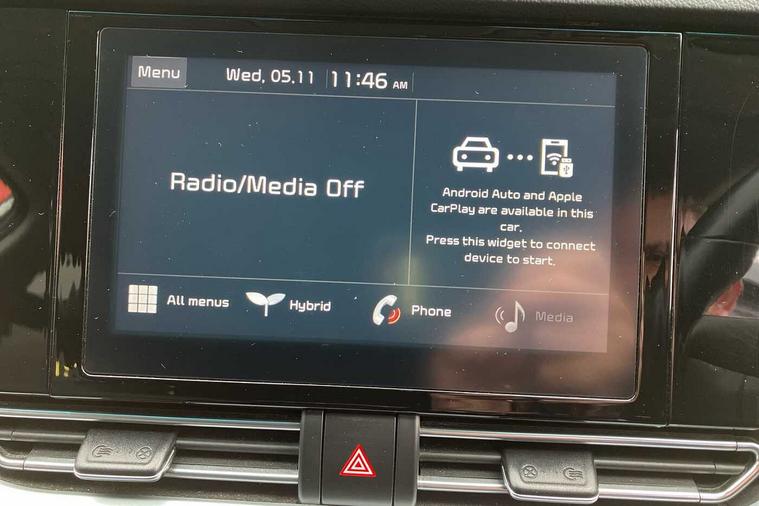 Menu
Wed, 05.11
11:46 AM
Radio/Media Off
Android Auto and Apple
CarPlay are available in this
car.
Press this widget to connect
device to start.
All menus
Hybrid
Phone
Media